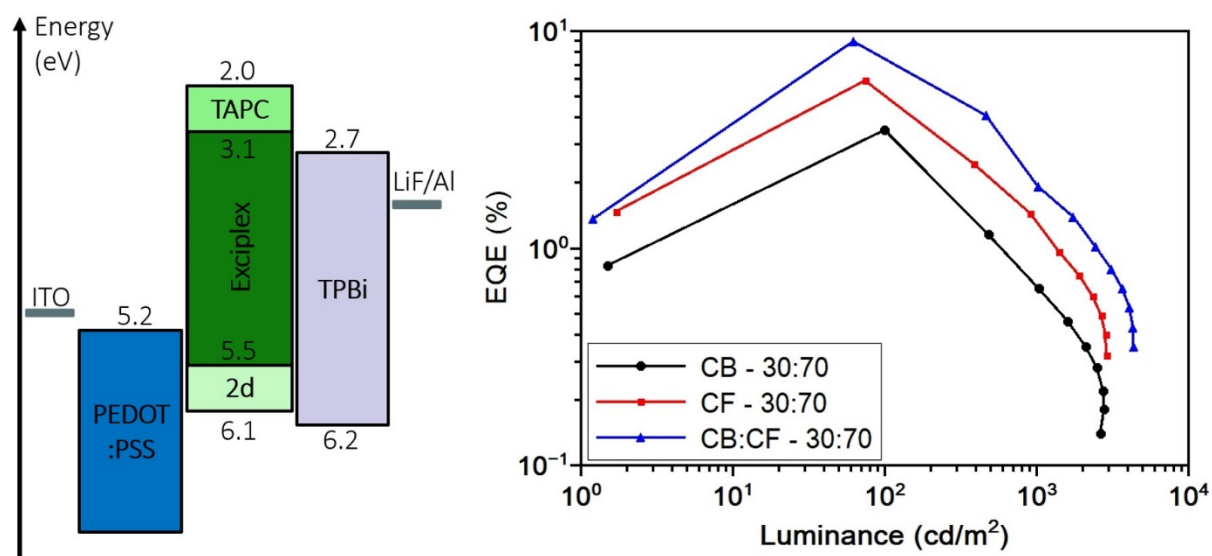 Energy
(eV)
2.0
TAPC
3.1
Exciplex
5.5
2d
6.1
2.7
TPBi
6.2
LiF/Al
ITO
5.2
PEDOT
:PSS
EQE (%)
10¹
10⁰
10⁻¹
CB - 30:70
CF - 30:70
CB:CF - 30:70
10⁰ 10¹ 10² 10³ 10⁴
Luminance (cd/m²)